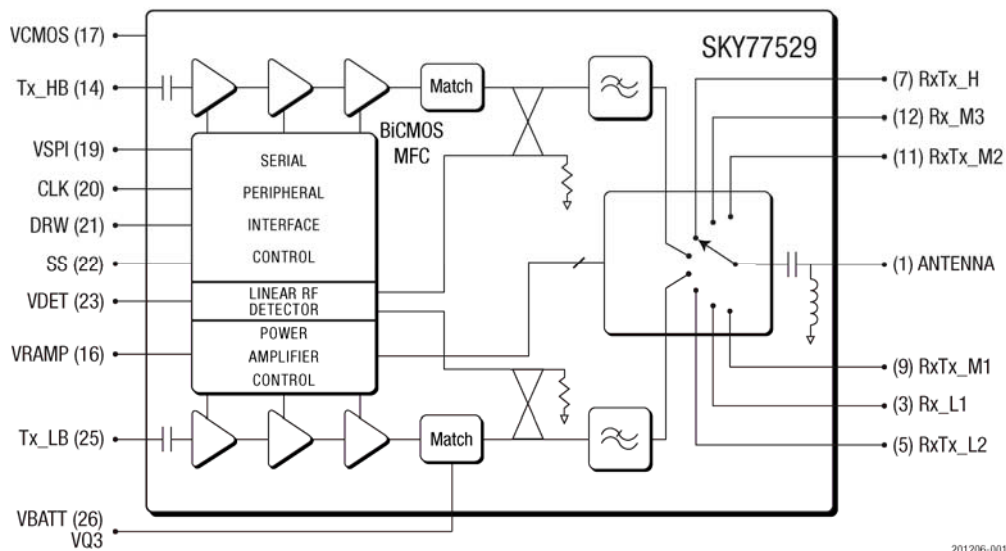 SKY77529
VCMOS (17)
Tx_HB (14)
VSPI (19)
CLK (20)
DRW (21)
SS (22)
VDET (23)
VRAMP (16)
Tx_LB (25)
VBATT (26)
VQ3
Match
BiCMOS
MFC
SERIAL
PERIPHERAL
INTERFACE
CONTROL
LINEAR RF
DETECTOR
POWER
AMPLIFIER
CONTROL
Match
(7) RxTx_H
(12) Rx_M3
(11) RxTx_M2
(1) ANTENNA
(9) RxTx_M1
(3) Rx_L1
(5) RxTx_L2
201206-001